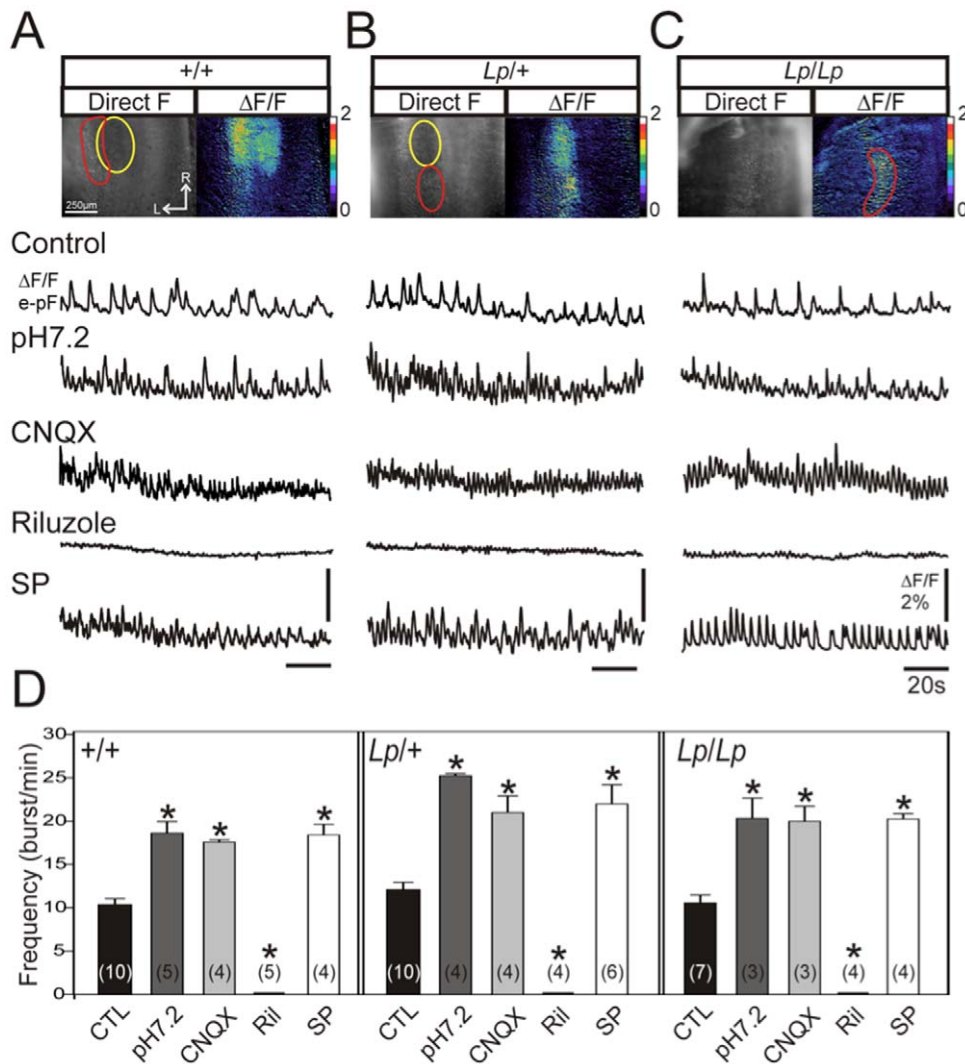 A B C
+/+ Lp/+ Lp/Lp
Direct F ΔF/F Direct F ΔF/F Direct F ΔF/F
2 2 2
R
250µm L
0 0 0
Control
ΔF/F
e-pF
pH7.2
CNQX
Riluzole
SP
ΔF/F
2%
20s
D
Frequency (burst/min)
30
25
20
15
10
5
0
+/+ Lp/+ Lp/Lp
* * * * * * * * *
* * *
(10) (5) (4) (5) (4) (10) (4) (4) (4) (6) (7) (3) (3) (4) (4)
CTL pH7.2 CNQX Ril SP CTL pH7.2 CNQX Ril SP CTL pH7.2 CNQX Ril SP